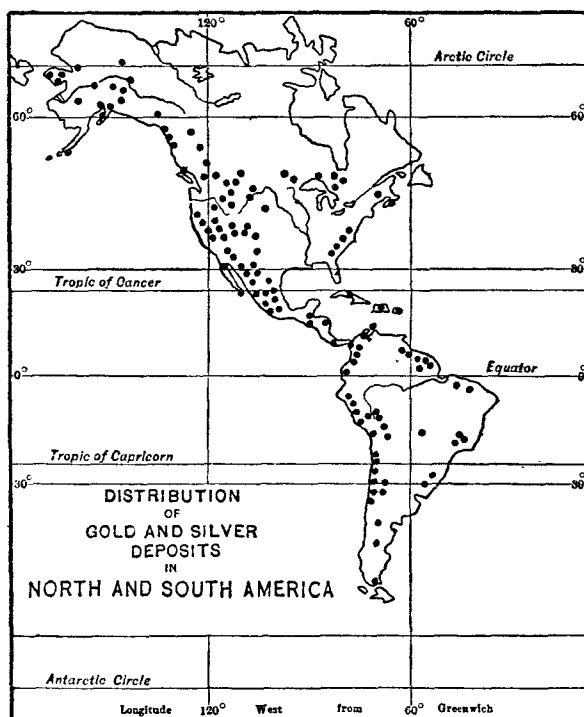 120° 60°
Arctic Circle
60° 60°
30° 30°
Tropic of Cancer
Equator
0° 0°
Tropic of Capricorn
30° 30°
DISTRIBUTION
OF
GOLD AND SILVER
DEPOSITS
IN
NORTH AND SOUTH AMERICA
Antarctic Circle
120° 60°
Longitude West from Greenwich